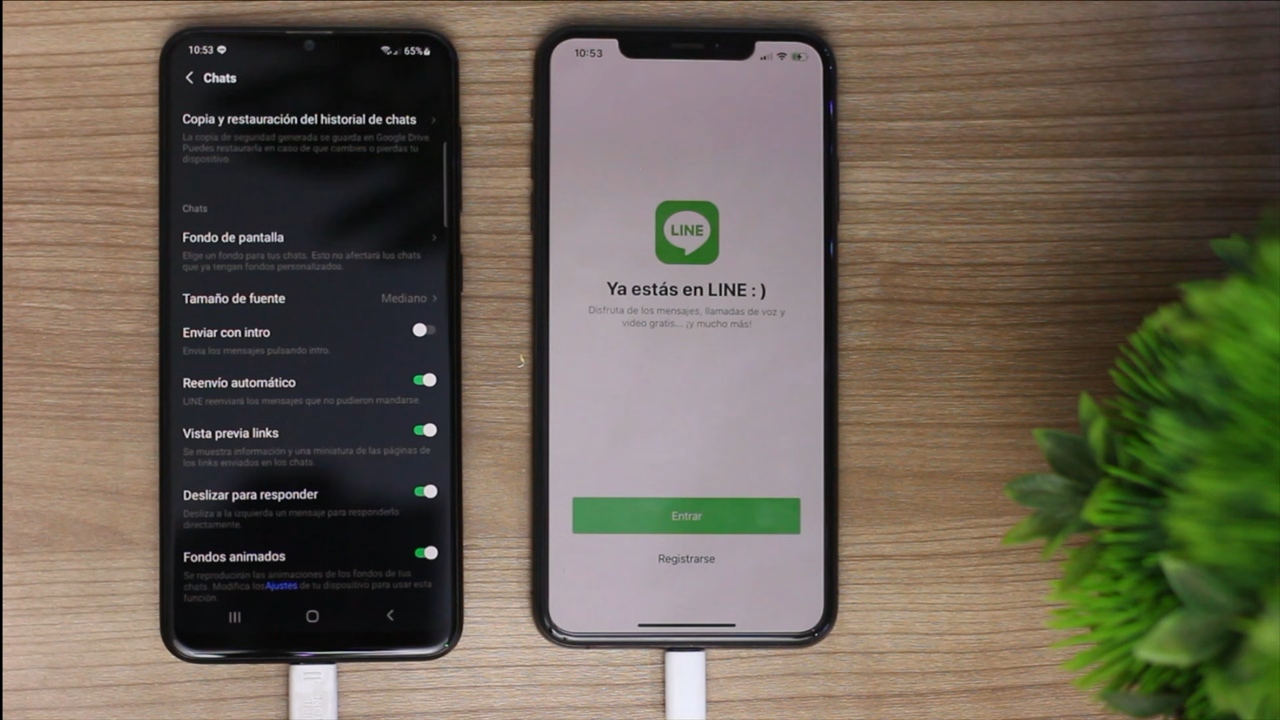 10:53
65%
Chats
Copia y restauración del historial de chats
La copia de seguridad generada se guarda en Google Drive.
Puedes restaurarla en caso de que cambies o pierdas tu
dispositivo.
Chats
Fondo de pantalla
Elige un fondo para tus chats. Esto no afectará los chats
que ya tengan fondos personalizados.
Tamaño de fuente
Mediano
Enviar con intro
Envía los mensajes pulsando intro.
Reenvío automático
LINE reenviará los mensajes que no pudieron mandarse.
Vista previa links
Se muestra información y una miniatura de las páginas de
los links enviados en los chats.
Deslizar para responder
Desliza a la izquierda un mensaje para responderlo
directamente.
Fondos animados
Se reproducirán las animaciones de los fondos de tus
chats. Modifica los Ajustes de tu dispositivo para usar esta
función.
10:53
LINE
Ya estás en LINE : )
Disfruta de los mensajes, llamadas de voz y
video gratis... ¡y mucho más!
Entrar
Registrarse